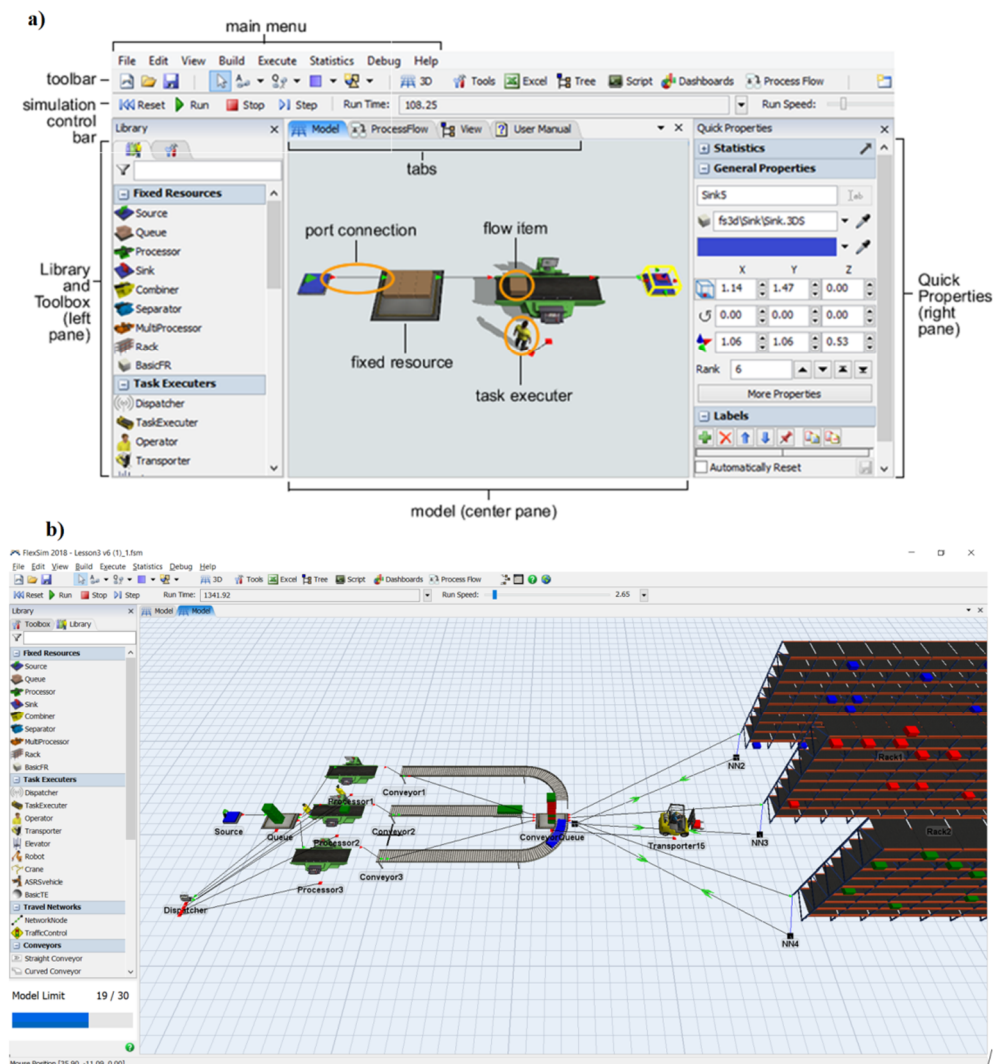 a)
main menu
File Edit View Build Execute Statistics Debug Help
toolbar
3D Tools Excel Tree Script Dashboards Process Flow
simulation control bar
Reset Run Stop Step Run Time: 108.25 Run Speed:
Library
Model ProcessFlow View User Manual
tabs
Fixed Resources
Source
Queue
Processor
Sink
Combiner
Separator
MultiProcessor
Rack
BasicFR
Task Executers
Dispatcher
TaskExecuter
Operator
Transporter
Library
and
Toolbox
(left
pane)
port connection
flow item
fixed resource
task executer
Quick Properties
Statistics
General Properties
Sink5
fs3d\Sink\Sink.3DS
X Y Z
1.14 1.47 0.00
0.00 0.00 0.00
1.06 1.06 0.53
Rank 6
More Properties
Labels
Automatically Reset
Quick
Properties
(right
pane)
model (center pane)
b)
FlexSim 2018 - Lesson3 v6 (1)_1.fsm
File Edit View Build Execute Statistics Debug Help
3D Tools Excel Tree Script Dashboards Process Flow
Reset Run Stop Step Run Time: 1341.92 Run Speed: 2.65
Library
Model Model
Toolbox Library
Fixed Resources
Source
Queue
Processor
Sink
Combiner
Separator
MultiProcessor
Rack
BasicFR
Task Executers
Dispatcher
TaskExecuter
Operator
Transporter
Elevator
Robot
Crane
ASRSvehicle
BasicTE
Travel Networks
NetworkNode
TrafficControl
Conveyors
Straight Conveyor
Curved Conveyor
Model Limit 19 / 30
Source
Queue
Processor1
Processor2
Processor3
Dispatcher
Conveyor1
Conveyor2
Conveyor3
ConveyorQueue
Transporter15
NN2
NN3
NN4
Rack1
Rack2